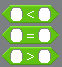 <
=
>